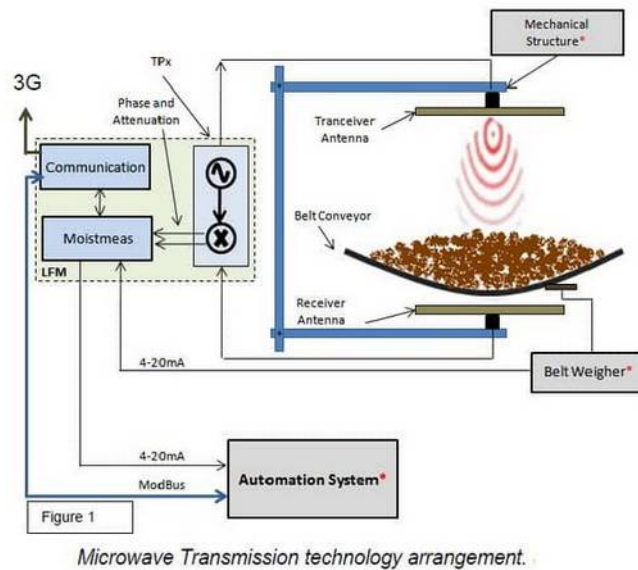 Mechanical
Structure*
TPx
3G
Phase and
Attenuation
Tranceiver
Antenna
Communication
Belt Conveyor
Moistmeas
LFM
Receiver
Antenna
4-20mA
Belt Weigher*
4-20mA
Automation System*
ModBus
Figure 1
Microwave Transmission technology arrangement.